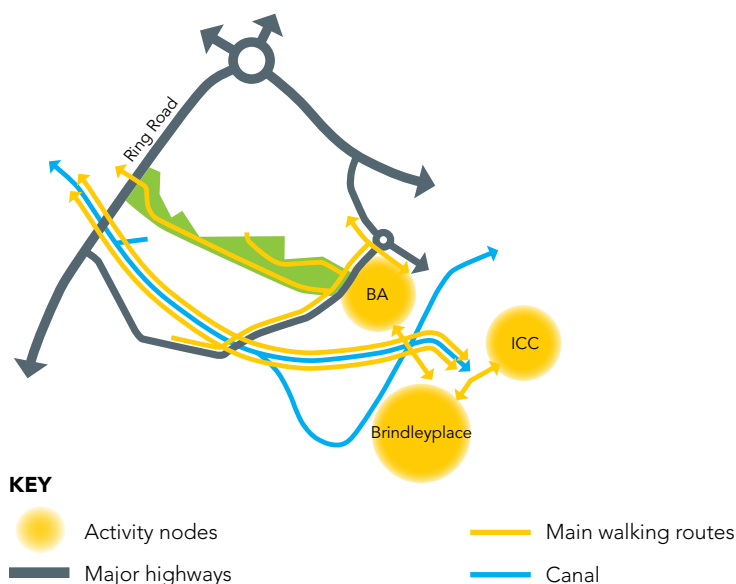 Ring Road
BA
ICC
Brindleyplace
KEY
Activity nodes
Main walking routes
Major highways
Canal